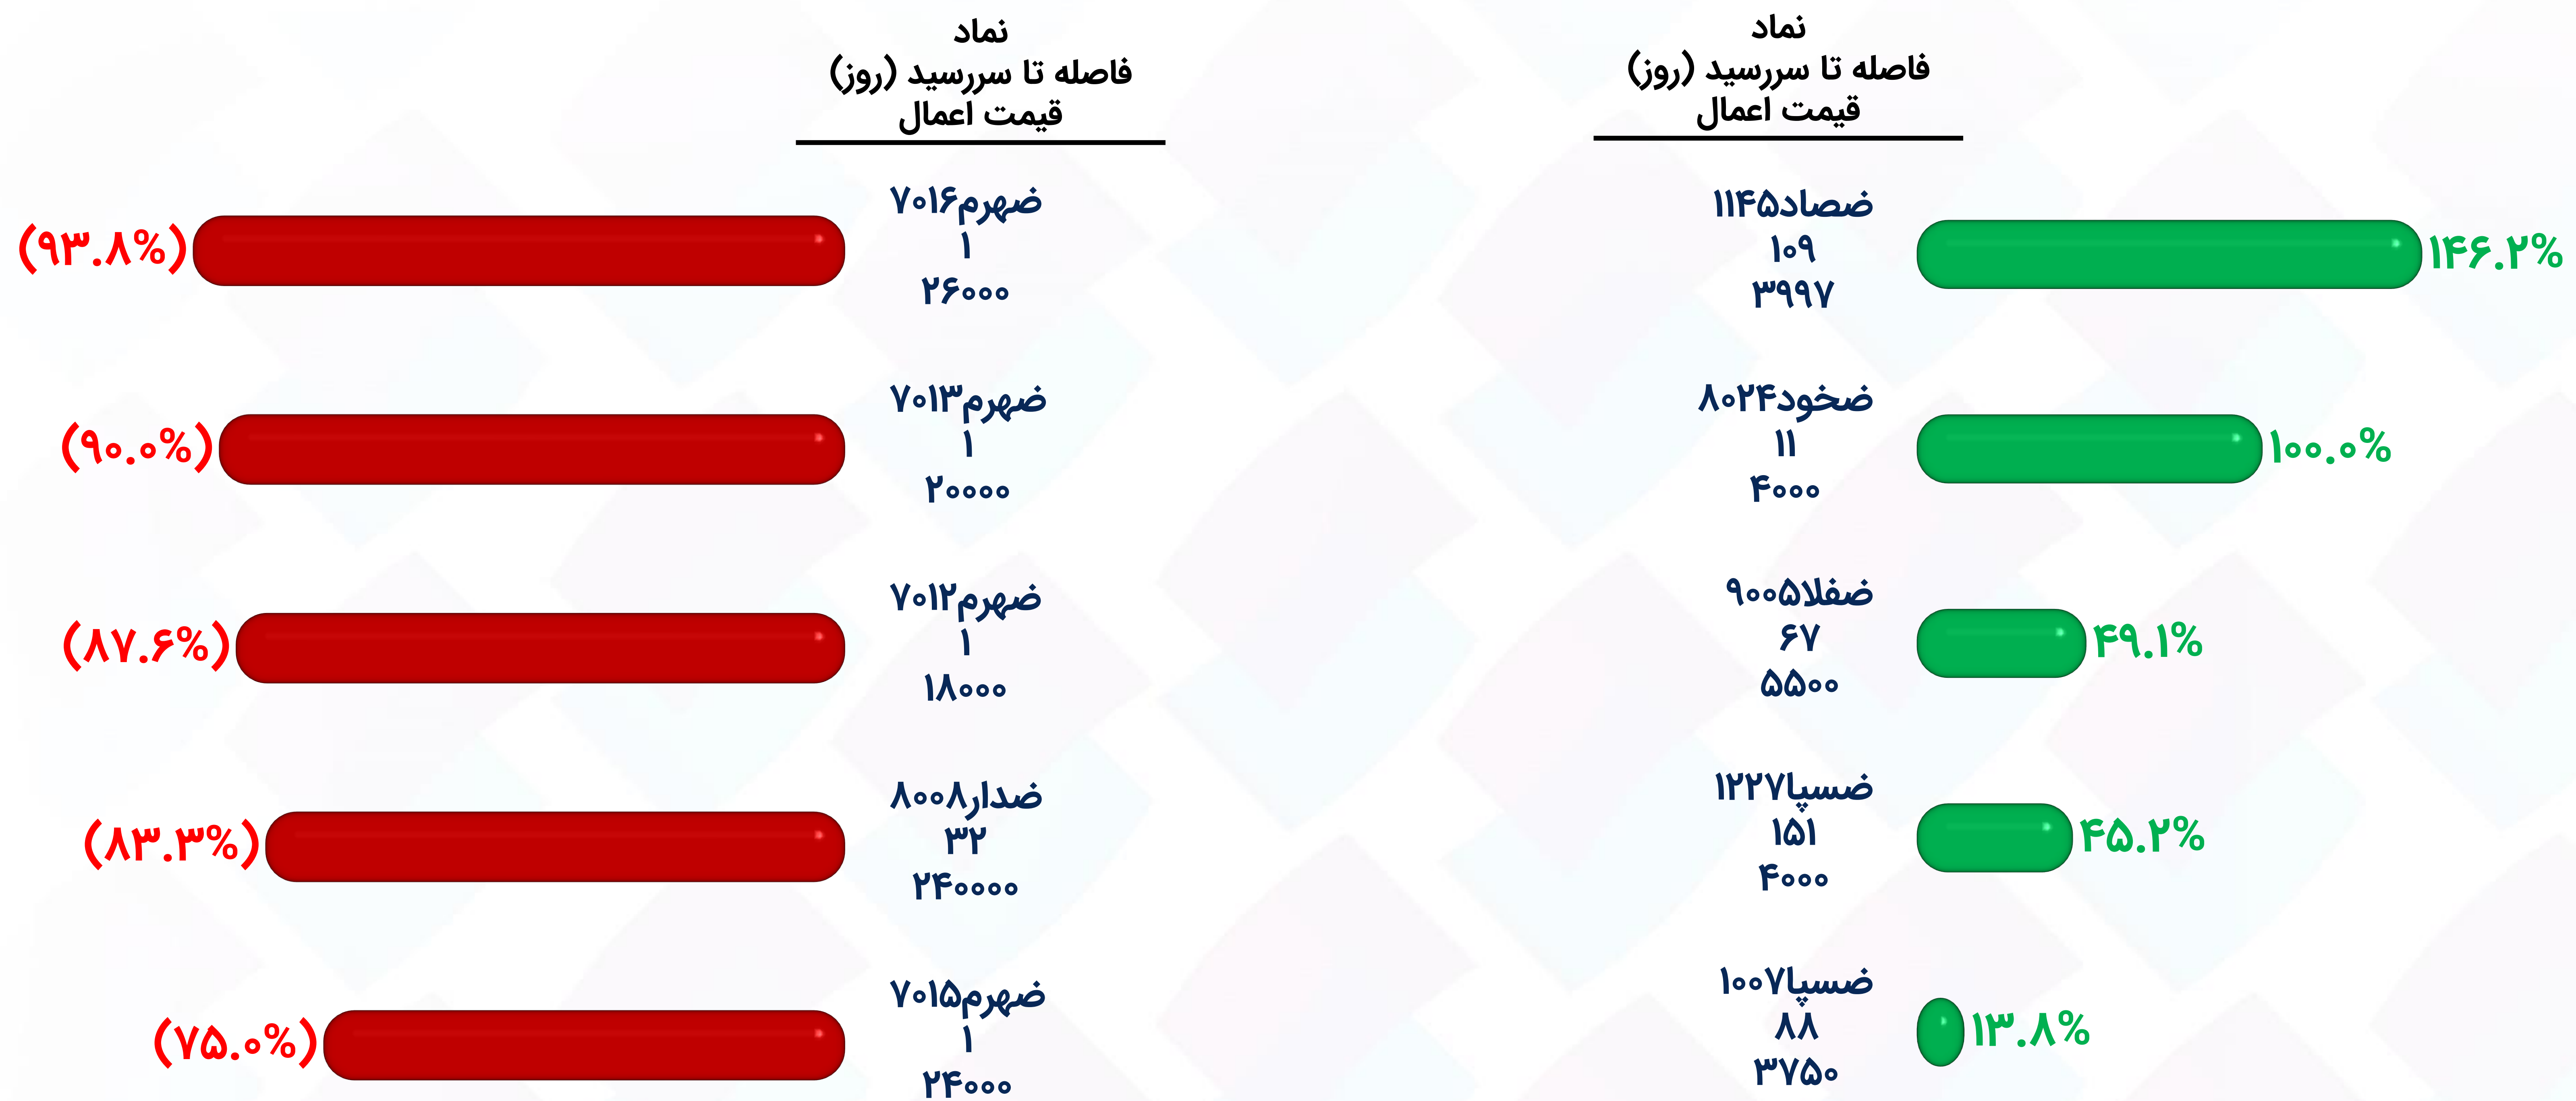 نماد
فاصله تا سررسید (روز)
قیمت اعمال
ضصاد۱۱۴۵
۱۰۹
۳۹۹۷
۱۴۶.۲%
ضخود۸۰۲۴
۱۱
۴۰۰۰
۱۰۰.۰%
ضفلا۹۰۰۵
۶۷
۵۵۰۰
۴۹.۱%
ضسپا۱۲۲۷
۱۵۱
۴۰۰۰
۴۵.۲%
ضسپا۱۰۰۷
۸۸
۳۷۵۰
۱۳.۸%
نماد
فاصله تا سررسید (روز)
قیمت اعمال
ضهرم۷۰۱۶
۱
۲۶۰۰۰
(۹۳.۸%)
ضهرم۷۰۱۳
۱
۲۰۰۰۰
(۹۰.۰%)
ضهرم۷۰۱۲
۱
۱۸۰۰۰
(۸۷.۶%)
ضدار۸۰۰۸
۳۲
۲۴۰۰۰۰
(۸۳.۳%)
ضهرم۷۰۱۵
۱
۲۴۰۰۰
(۷۵.۰%)